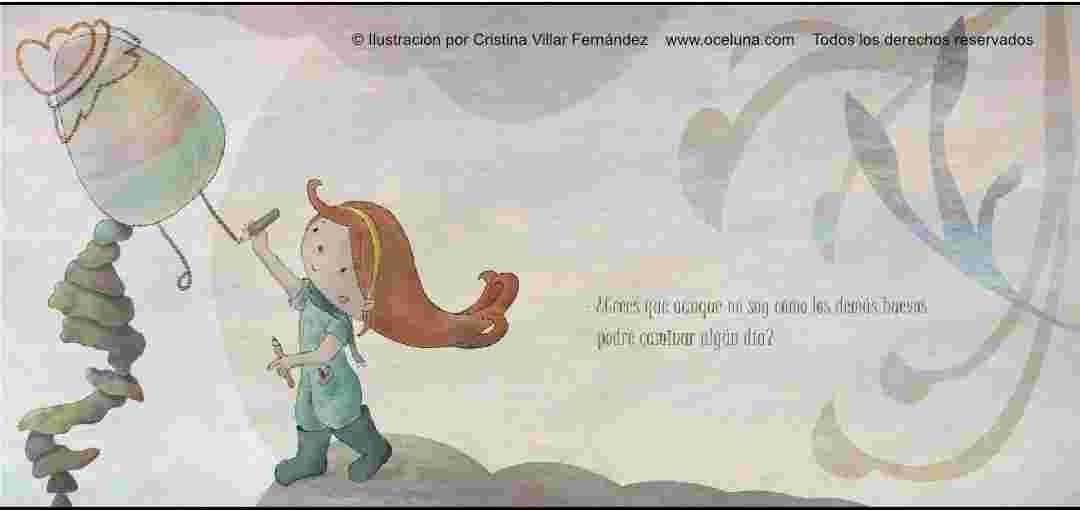 © Ilustración por Cristina Villar Fernández www.oceluna.com Todos los derechos reservados
¿Crees que aunque no soy como los demás huevos
podré caminar algún día?